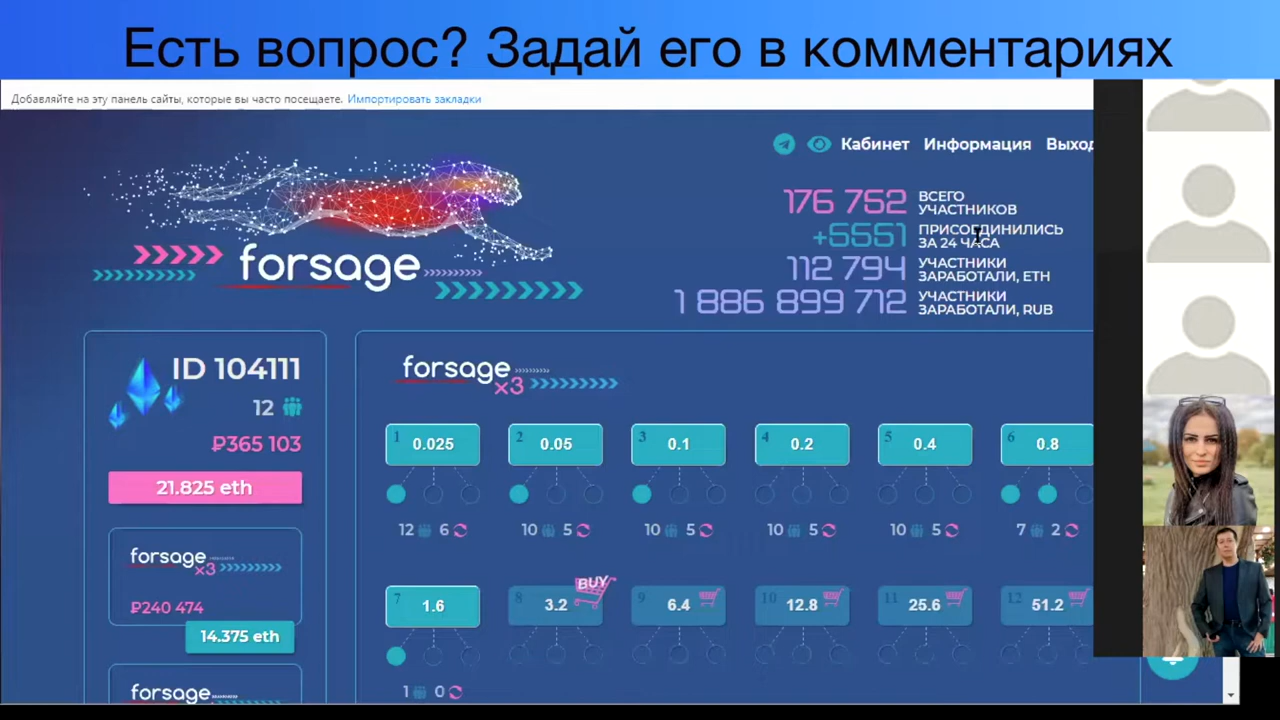 Есть вопрос? Задай его в комментариях
Добавляйте на эту панель сайты, которые вы часто посещаете. Импортировать закладки
Кабинет Информация Выход
176 752 ВСЕГО УЧАСТНИКОВ
+5551 ПРИСОЕДИНИЛИСЬ ЗА 24 ЧАСА
112 794 УЧАСТНИКИ ЗАРАБОТАЛИ, ETH
1 886 899 712 УЧАСТНИКИ ЗАРАБОТАЛИ, RUB
forsage
ID 104111
12
₽365 103
21.825 eth
forsage
x3
₽240 474
14.375 eth
forsage
forsage
x3
1 0.025 2 0.05 3 0.1 4 0.2 5 0.4 6 0.8
12 6 10 5 10 5 10 5 10 5 7 2
BUY
7 1.6 8 3.2 9 6.4 10 12.8 11 25.6 12 51.2
1 0